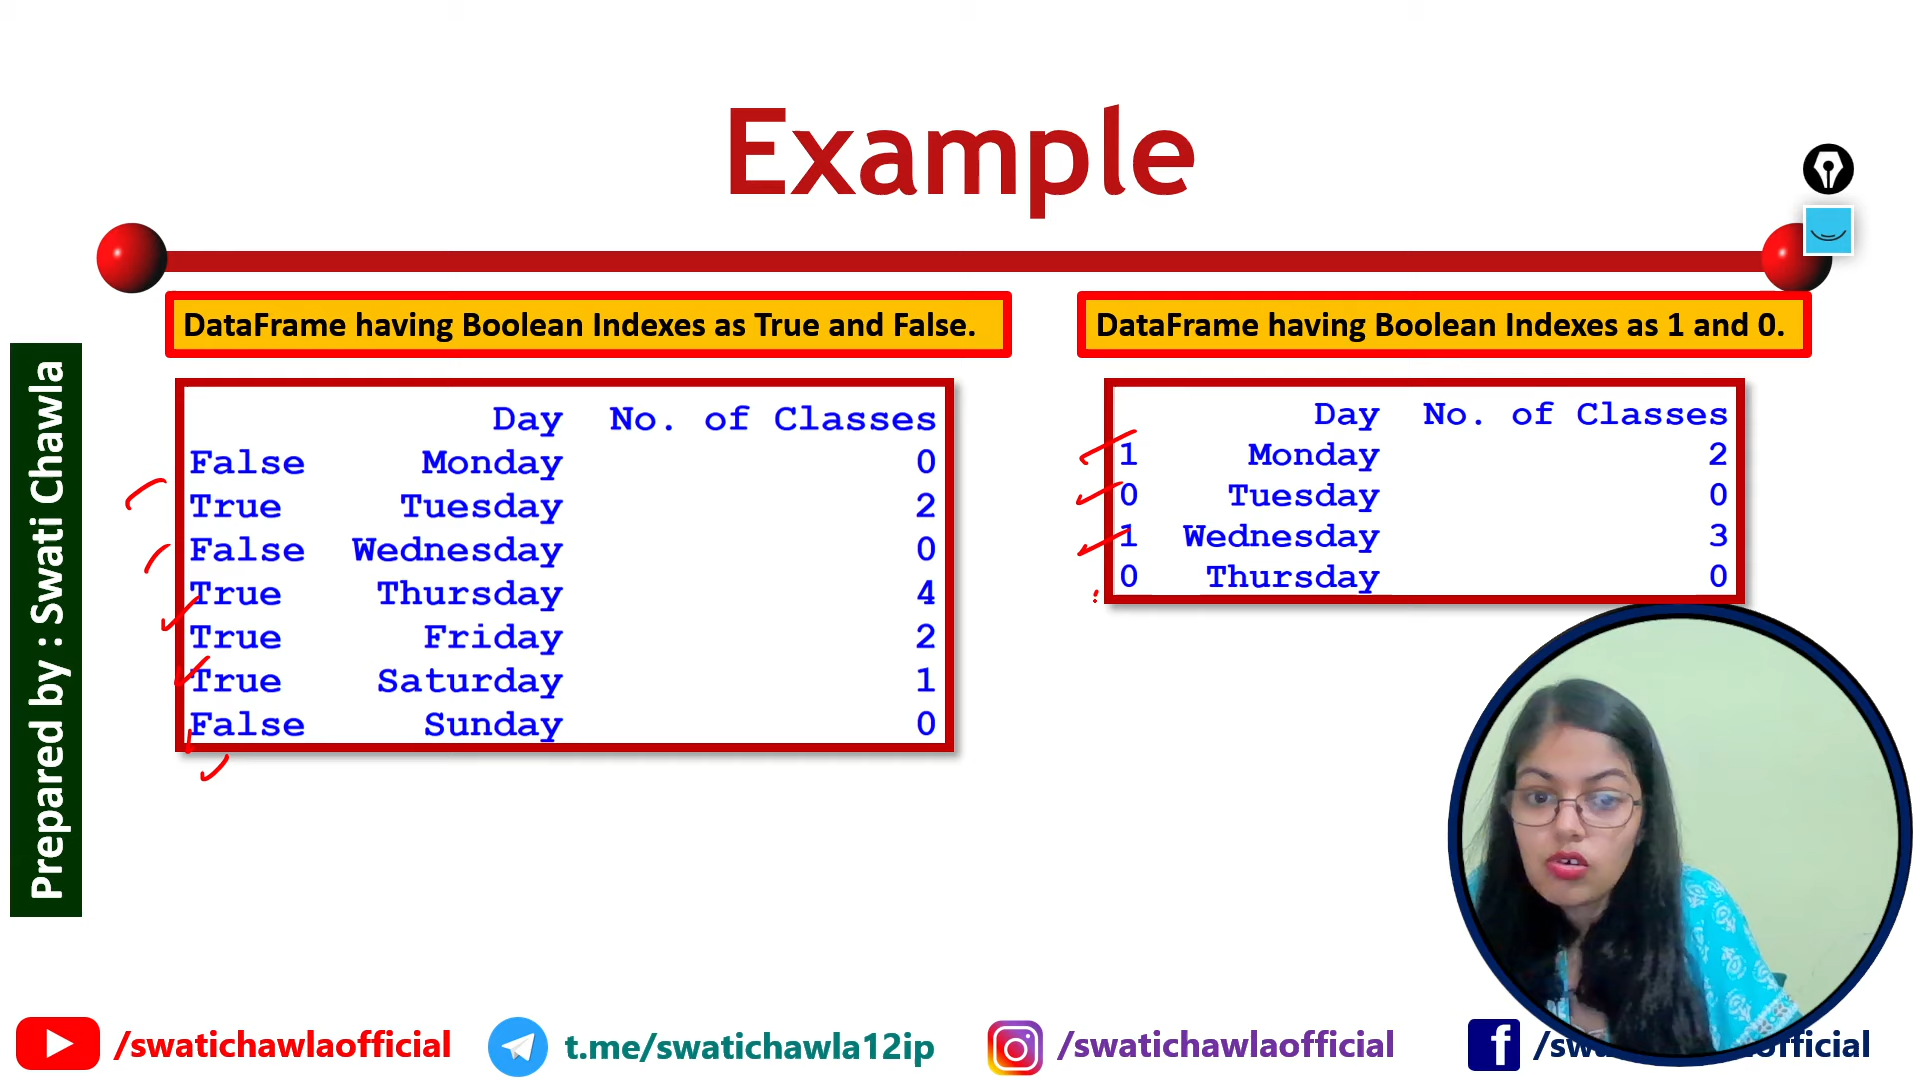 Example
Prepared by : Swati Chawla
DataFrame having Boolean Indexes as True and False.
Day No. of Classes
False Monday 0
True Tuesday 2
False Wednesday 0
True Thursday 4
True Friday 2
True Saturday 1
False Sunday 0
DataFrame having Boolean Indexes as 1 and 0.
Day No. of Classes
1 Monday 2
0 Tuesday 0
1 Wednesday 3
0 Thursday 0
/swatichawlaofficial
t.me/swatichawla12ip
/swatichawlaofficial